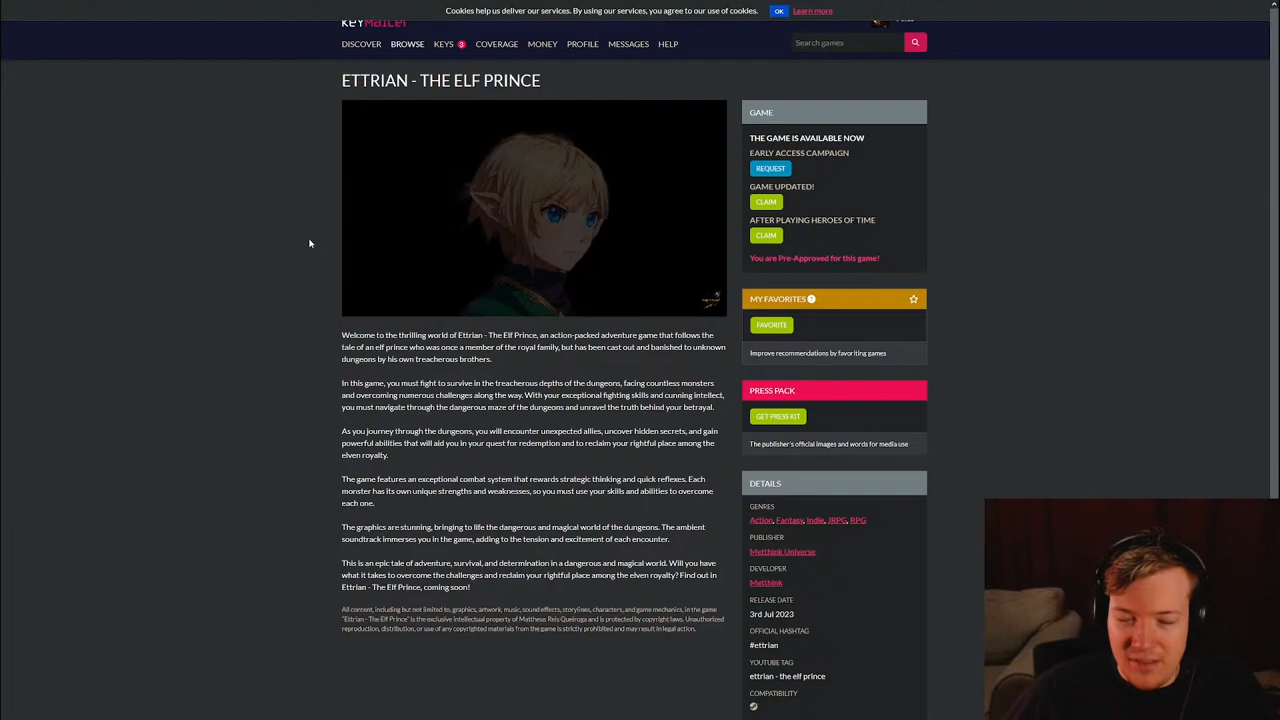 Cookies help us deliver our services. By using our services, you agree to our use of cookies. OK Learn more
KEYMAILER
DISCOVER BROWSE KEYS 3 COVERAGE MONEY PROFILE MESSAGES HELP Search games
ETTRIAN - THE ELF PRINCE
Welcome to the thrilling world of Ettrian - The Elf Prince, an action-packed adventure game that follows the
tale of an elf prince who was once a member of the royal family, but has been cast out and banished to unknown
dungeons by his own treacherous brothers.
In this game, you must fight to survive in the treacherous depths of the dungeons, facing countless monsters
and overcoming numerous challenges along the way. With your exceptional fighting skills and cunning intellect,
you must navigate through the dangerous maze of the dungeons and unravel the truth behind your betrayal.
As you journey through the dungeons, you will encounter unexpected allies, uncover hidden secrets, and gain
powerful abilities that will aid you in your quest for redemption and to reclaim your rightful place among the
elven royalty.
The game features an exceptional combat system that rewards strategic thinking and quick reflexes. Each
monster has its own unique strengths and weaknesses, so you must use your skills and abilities to overcome
each one.
The graphics are stunning, bringing to life the dangerous and magical world of the dungeons. The ambient
soundtrack immerses you in the game, adding to the tension and excitement of each encounter.
This is an epic tale of adventure, survival, and determination in a dangerous and magical world. Will you have
what it takes to overcome the challenges and reclaim your rightful place among the elven royalty? Find out in
Ettrian - The Elf Prince, coming soon!
All content, including but not limited to, graphics, artwork, music, sound effects, storylines, characters, and game mechanics, in the game
"Ettrian - The Elf Prince" is the exclusive intellectual property of Mattheus Reis Queiroga and is protected by copyright laws. Unauthorized
reproduction, distribution, or use of any copyrighted materials from the game is strictly prohibited and may result in legal action.
GAME
THE GAME IS AVAILABLE NOW
EARLY ACCESS CAMPAIGN
REQUEST
GAME UPDATED!
CLAIM
AFTER PLAYING HEROES OF TIME
CLAIM
You are Pre-Approved for this game!
MY FAVORITES ?
FAVORITE
Improve recommendations by favoriting games
PRESS PACK
GET PRESS KIT
The publisher's official images and words for media use
DETAILS
GENRES
Action, Fantasy, Indie, JRPG, RPG
PUBLISHER
Metthink Universe
DEVELOPER
Metthink
RELEASE DATE
3rd Jul 2023
OFFICIAL HASHTAG
#ettrian
YOUTUBE TAG
ettrian - the elf prince
COMPATIBILITY